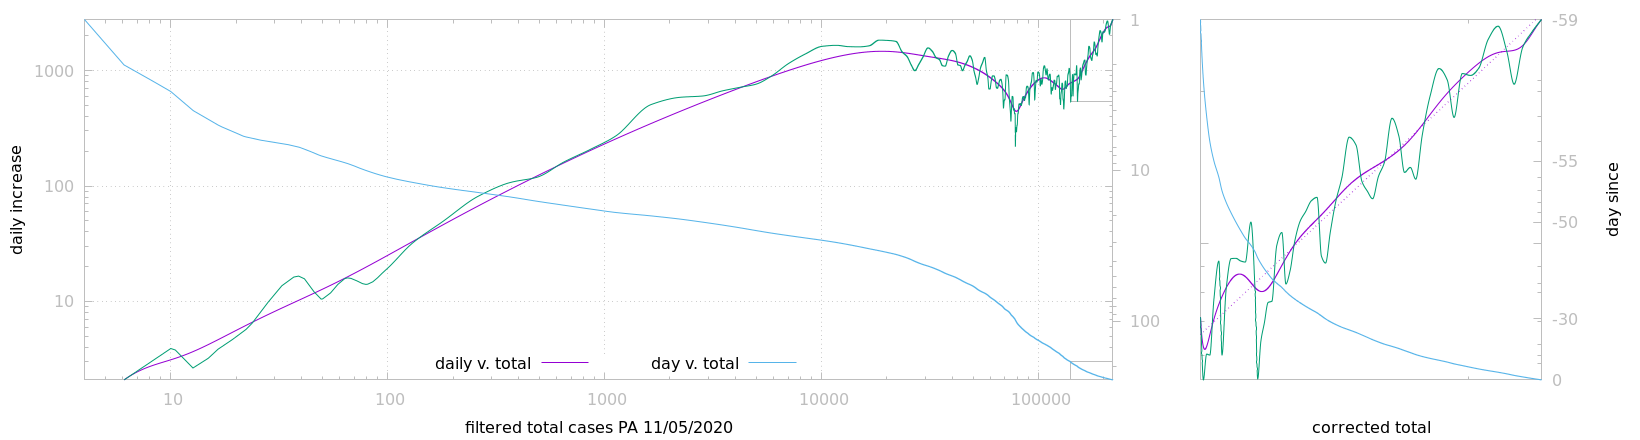 daily increase
1000
100
10
10
100
1000
10000
100000
1
10
100
daily v. total
day v. total
filtered total cases PA 11/05/2020
-59
-55
-50
-30
0
day since
corrected total